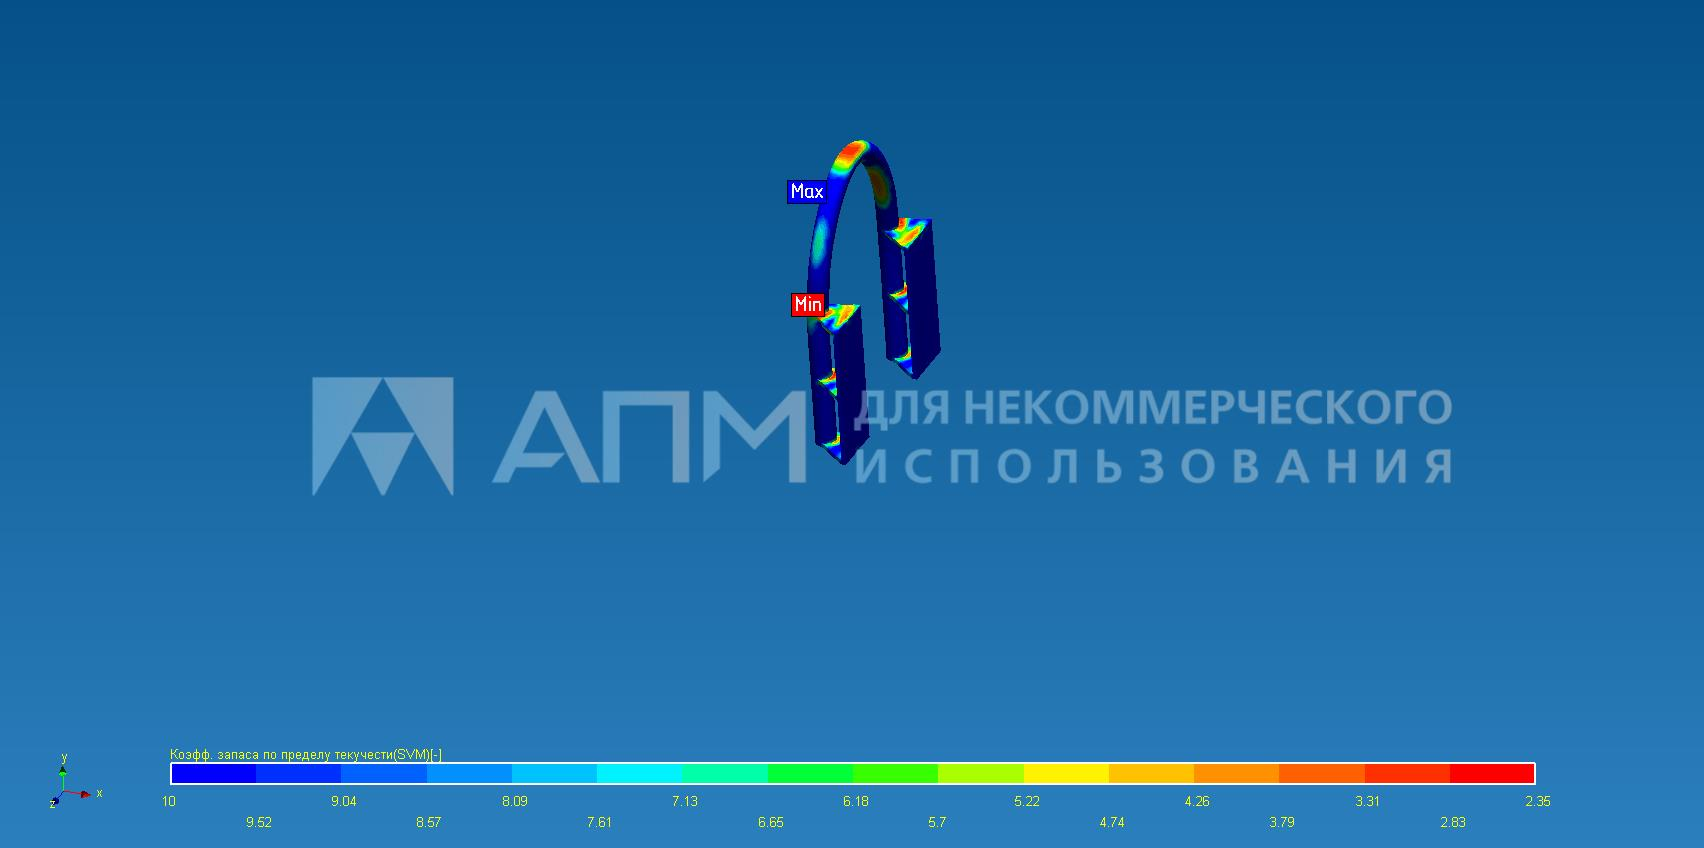 Max
Min
АПМ ДЛЯ НЕКОММЕРЧЕСКОГО
ИСПОЛЬЗОВАНИЯ
Коэфф. запаса по пределу текучести(SVM)[-]
10 9.04 8.09 7.13 6.18 5.22 4.26 3.31 2.35
9.52 8.57 7.61 6.65 5.7 4.74 3.79 2.83
y
x
z